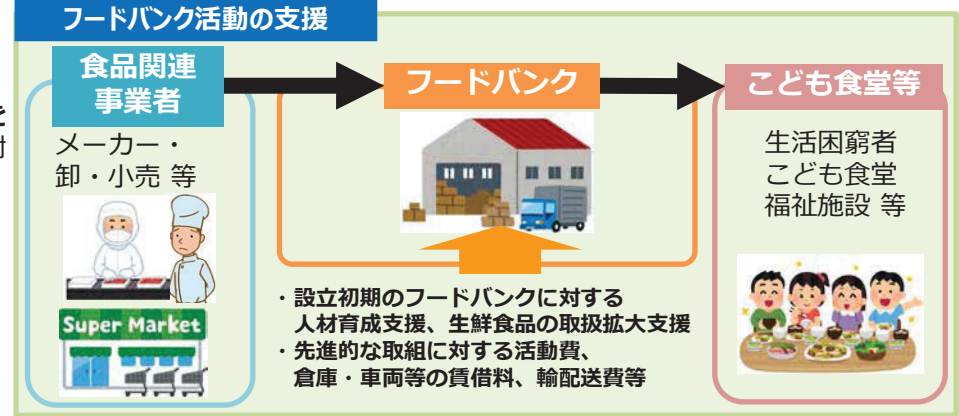 フードバンク活動の支援
食品関連
事業者
フードバンク
こども食堂等
メーカー・
卸・小売 等
Super Market
生活困窮者
こども食堂
福祉施設 等
・設立初期のフードバンクに対する
人材育成支援、生鮮食品の取扱拡大支援
・先進的な取組に対する活動費、
倉庫・車両等の賃借料、輸配送費等